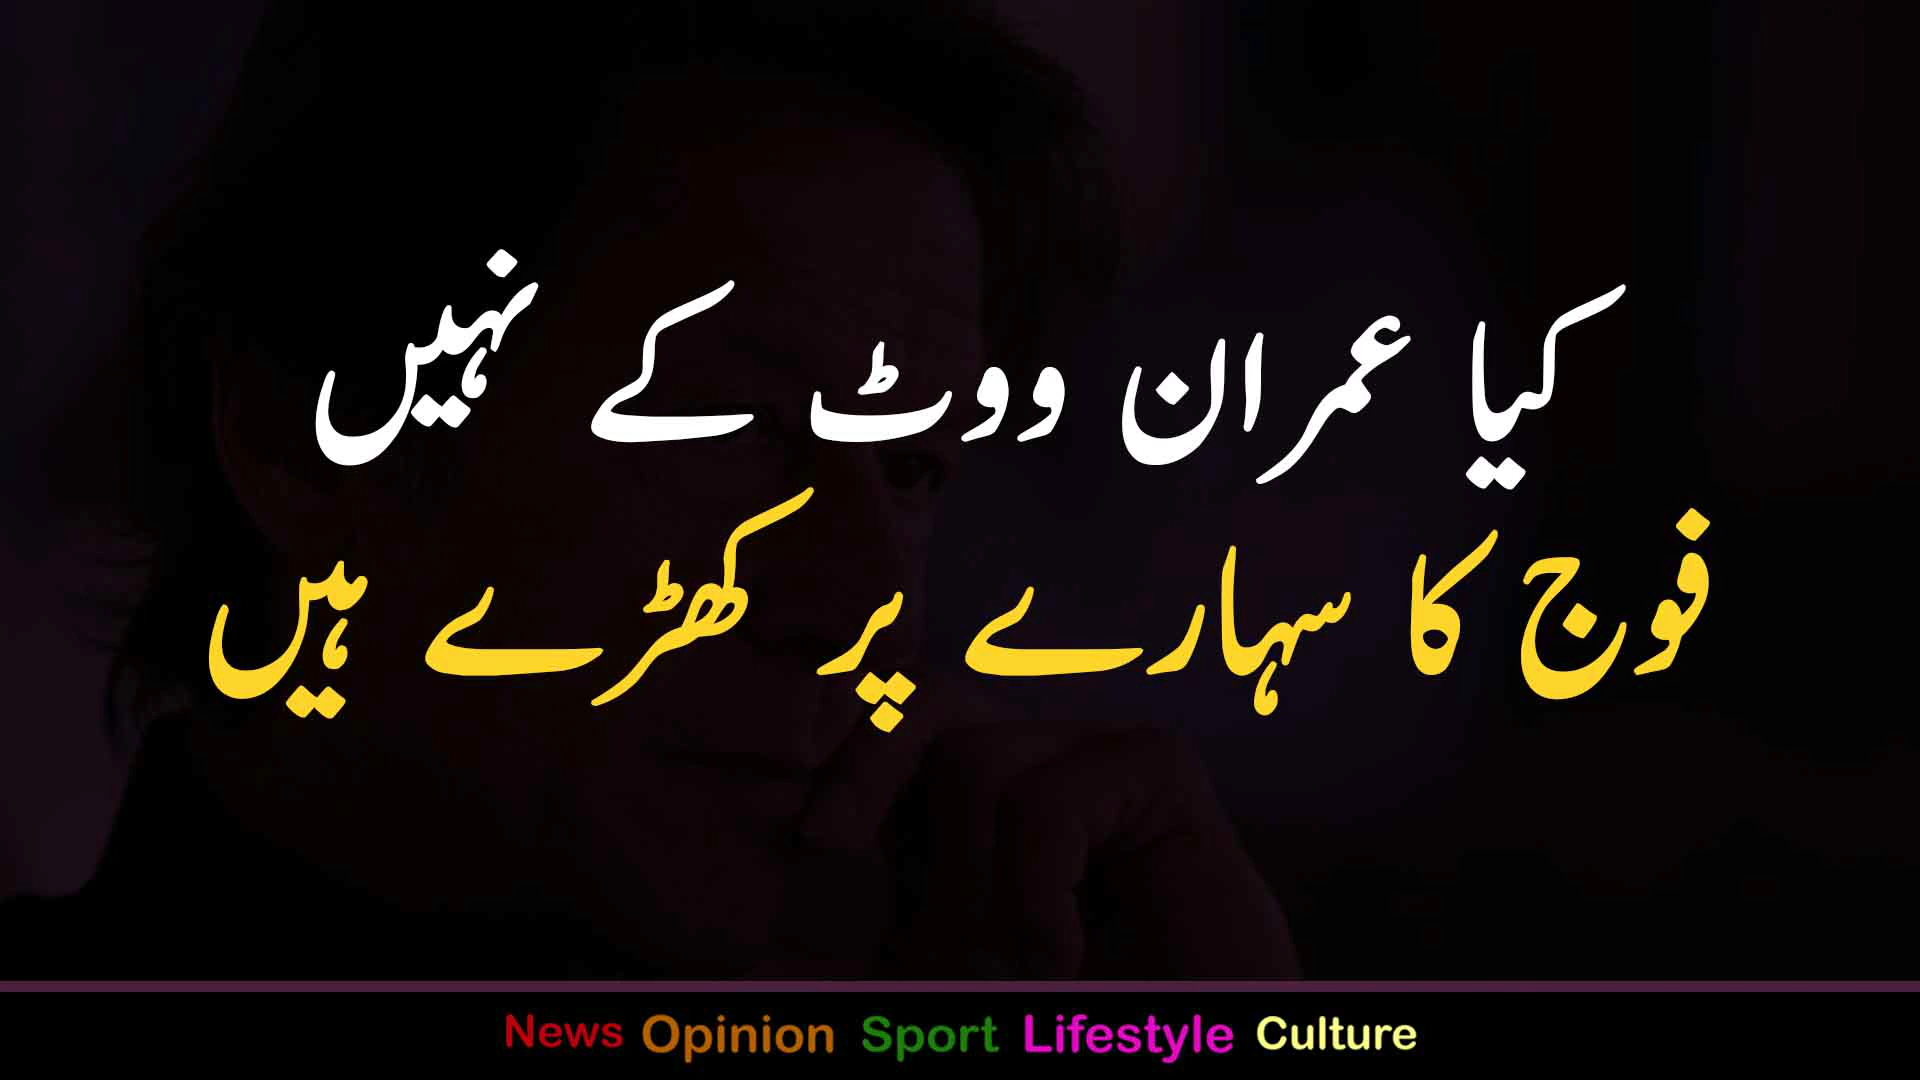 کیا عمران ووٹ کے نہیں
فوج کا سہارے پر کھڑے ہیں
News Opinion Sport Lifestyle Culture